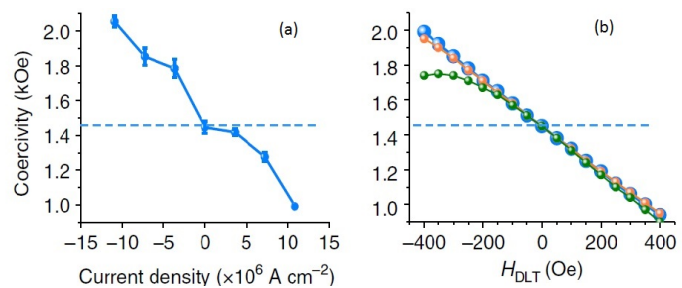 (a)
Coercivity (kOe)
2.0
1.8
1.6
1.4
1.2
1.0
−15 −10 −5 0 5 10 15
Current density (×10⁶ A cm⁻²)
(b)
2.0
1.8
1.6
1.4
1.2
1.0
−400 −200 0 200 400
H_DLT (Oe)